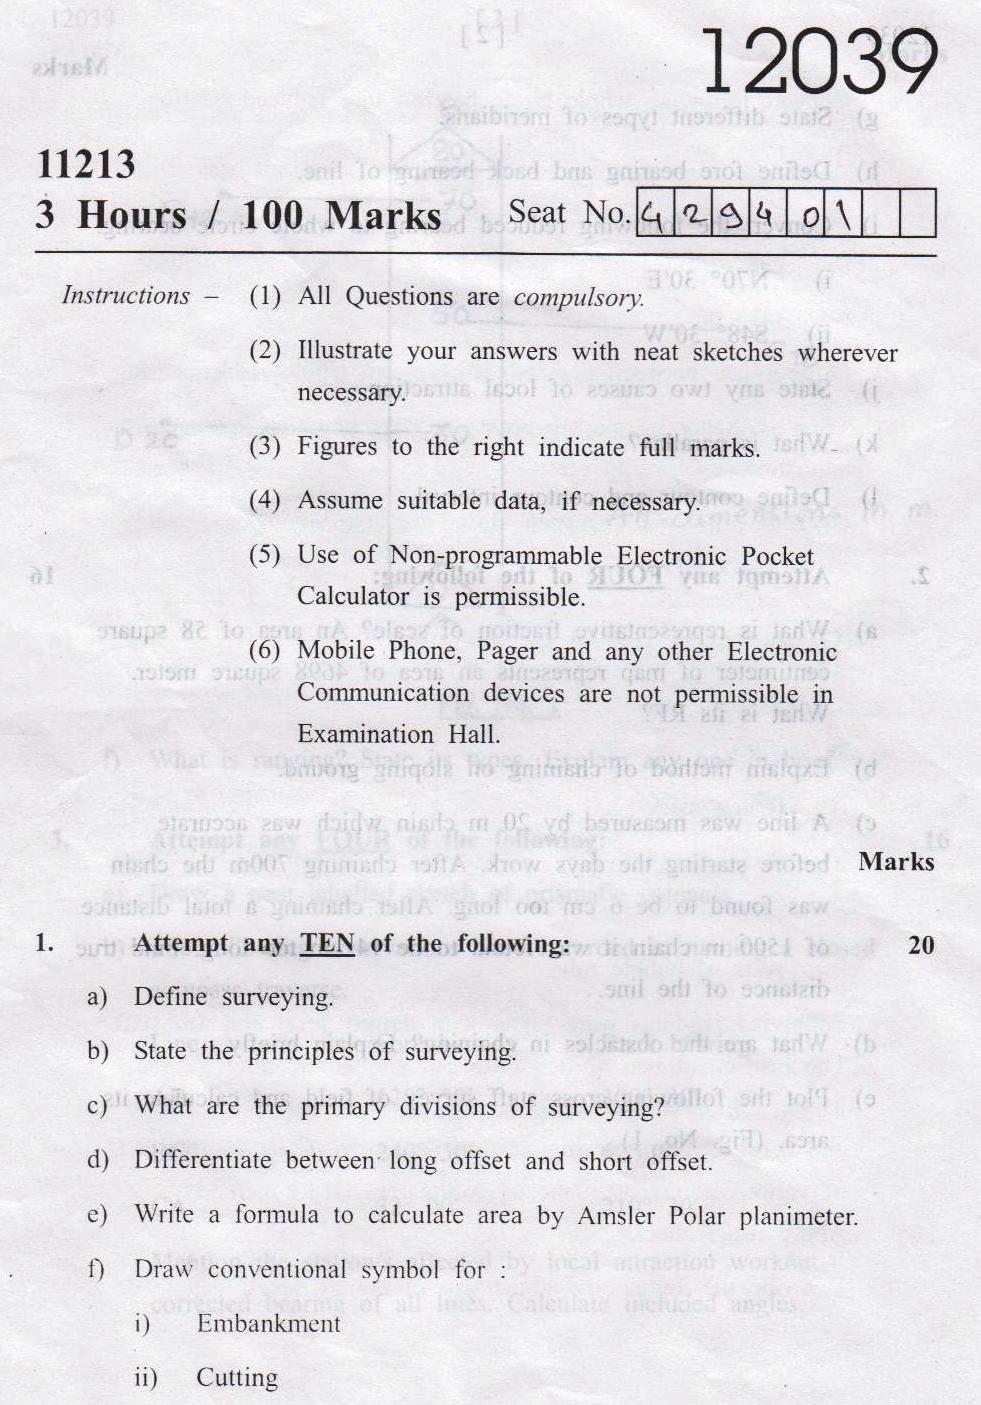 12039
11213
3 Hours / 100 Marks Seat No. 4 2 9 4 0 1
Instructions – (1) All Questions are compulsory.
(2) Illustrate your answers with neat sketches wherever
necessary.
(3) Figures to the right indicate full marks.
(4) Assume suitable data, if necessary.
(5) Use of Non-programmable Electronic Pocket
Calculator is permissible.
(6) Mobile Phone, Pager and any other Electronic
Communication devices are not permissible in
Examination Hall.
Marks
1. Attempt any TEN of the following: 20
a) Define surveying.
b) State the principles of surveying.
c) What are the primary divisions of surveying?
d) Differentiate between long offset and short offset.
e) Write a formula to calculate area by Amsler Polar planimeter.
f) Draw conventional symbol for :
i) Embankment
ii) Cutting